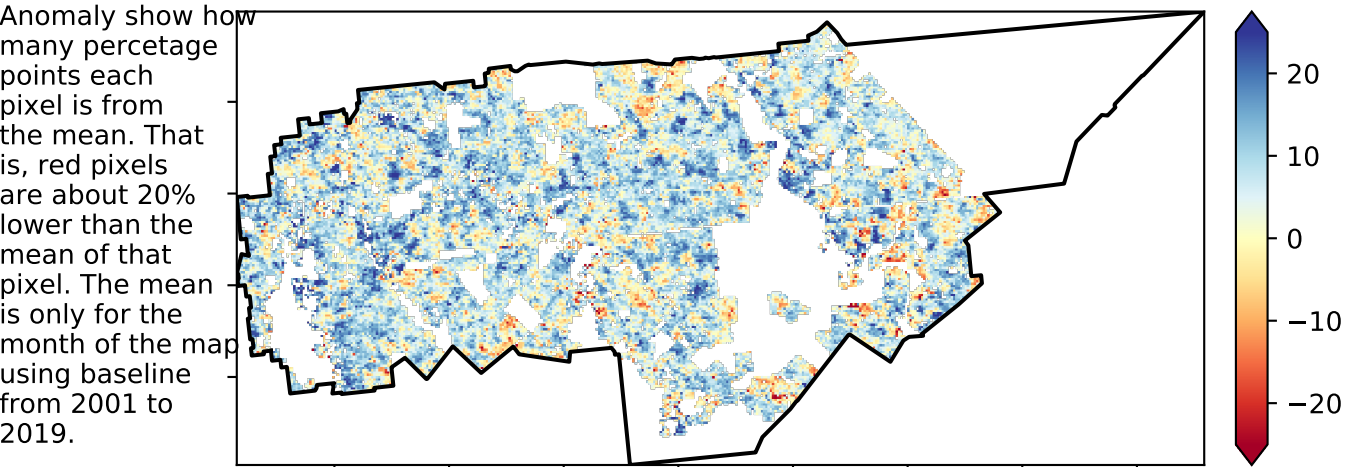 Anomaly show how
many percetage
points each
pixel is from
the mean. That
is, red pixels
are about 20%
lower than the
mean of that
pixel. The mean
is only for the
month of the map
using baseline
from 2001 to
2019.
20
10
0
−10
−20